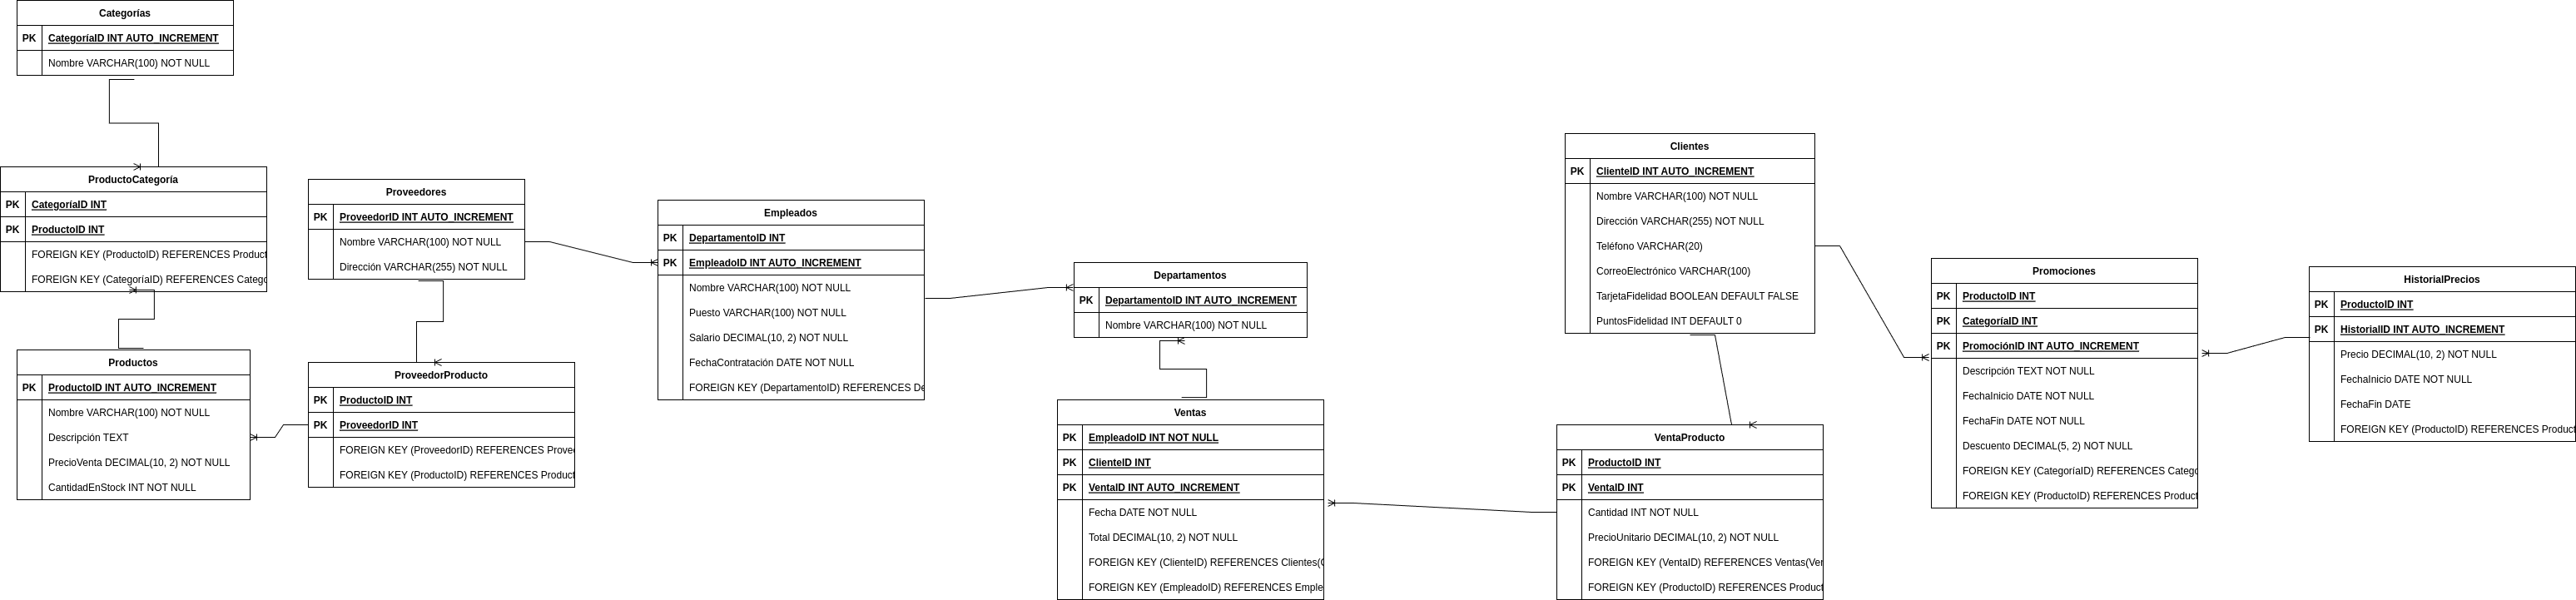 Categorías
PK CategoríaID INT AUTO_INCREMENT
Nombre VARCHAR(100) NOT NULL
ProductoCategoría
PK CategoríaID INT
PK ProductoID INT
FOREIGN KEY (ProductoID) REFERENCES Product
FOREIGN KEY (CategoríaID) REFERENCES Catego
Productos
PK ProductoID INT AUTO_INCREMENT
Nombre VARCHAR(100) NOT NULL
Descripción TEXT
PrecioVenta DECIMAL(10, 2) NOT NULL
CantidadEnStock INT NOT NULL
Proveedores
PK ProveedorID INT AUTO_INCREMENT
Nombre VARCHAR(100) NOT NULL
Dirección VARCHAR(255) NOT NULL
ProveedorProducto
PK ProductoID INT
PK ProveedorID INT
FOREIGN KEY (ProveedorID) REFERENCES Provee
FOREIGN KEY (ProductoID) REFERENCES Product
Empleados
PK DepartamentoID INT
PK EmpleadoID INT AUTO_INCREMENT
Nombre VARCHAR(100) NOT NULL
Puesto VARCHAR(100) NOT NULL
Salario DECIMAL(10, 2) NOT NULL
FechaContratación DATE NOT NULL
FOREIGN KEY (DepartamentoID) REFERENCES De
Departamentos
PK DepartamentoID INT AUTO_INCREMENT
Nombre VARCHAR(100) NOT NULL
Ventas
PK EmpleadoID INT NOT NULL
PK ClienteID INT
PK VentaID INT AUTO_INCREMENT
Fecha DATE NOT NULL
Total DECIMAL(10, 2) NOT NULL
FOREIGN KEY (ClienteID) REFERENCES Clientes(C
FOREIGN KEY (EmpleadoID) REFERENCES Emple
Clientes
PK ClienteID INT AUTO_INCREMENT
Nombre VARCHAR(100) NOT NULL
Dirección VARCHAR(255) NOT NULL
Teléfono VARCHAR(20)
CorreoElectrónico VARCHAR(100)
TarjetaFidelidad BOOLEAN DEFAULT FALSE
PuntosFidelidad INT DEFAULT 0
VentaProducto
PK ProductoID INT
PK VentaID INT
Cantidad INT NOT NULL
PrecioUnitario DECIMAL(10, 2) NOT NULL
FOREIGN KEY (VentaID) REFERENCES Ventas(Ven
FOREIGN KEY (ProductoID) REFERENCES Product
Promociones
PK ProductoID INT
PK CategoríaID INT
PK PromociónID INT AUTO_INCREMENT
Descripción TEXT NOT NULL
FechaInicio DATE NOT NULL
FechaFin DATE NOT NULL
Descuento DECIMAL(5, 2) NOT NULL
FOREIGN KEY (CategoríaID) REFERENCES Catego
FOREIGN KEY (ProductoID) REFERENCES Product
HistorialPrecios
PK ProductoID INT
PK HistorialID INT AUTO_INCREMENT
Precio DECIMAL(10, 2) NOT NULL
FechaInicio DATE NOT NULL
FechaFin DATE
FOREIGN KEY (ProductoID) REFERENCES Product